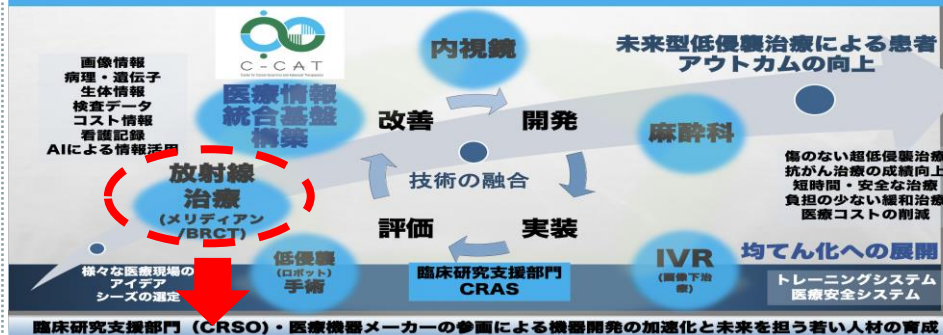 画像情報
病理・遺伝子
生体情報
検査データ
コスト情報
看護記録
AIによる情報活用
C-CAT
医療情報
統合基盤
構築
内視鏡
未来型低侵襲治療による患者
アウトカムの向上
改善
開発
麻酔科
放射線
治療
(メリディアン
/BRCT)
技術の融合
傷のない超低侵襲治療
抗がん治療の成績向上
短時間・安全な治療
負担の少ない緩和治療
医療コストの削減
評価
実装
低侵襲
(ロボット)
手術
臨床研究支援部門
CRAS
IVR
(画像下治
療)
均てん化への展開
様々な医療現場の
アイデア
シーズの選定
トレーニングシステム
医療安全システム
臨床研究支援部門（CRSO）・医療機器メーカーの参画による機器開発の加速化と未来を担う若い人材の育成